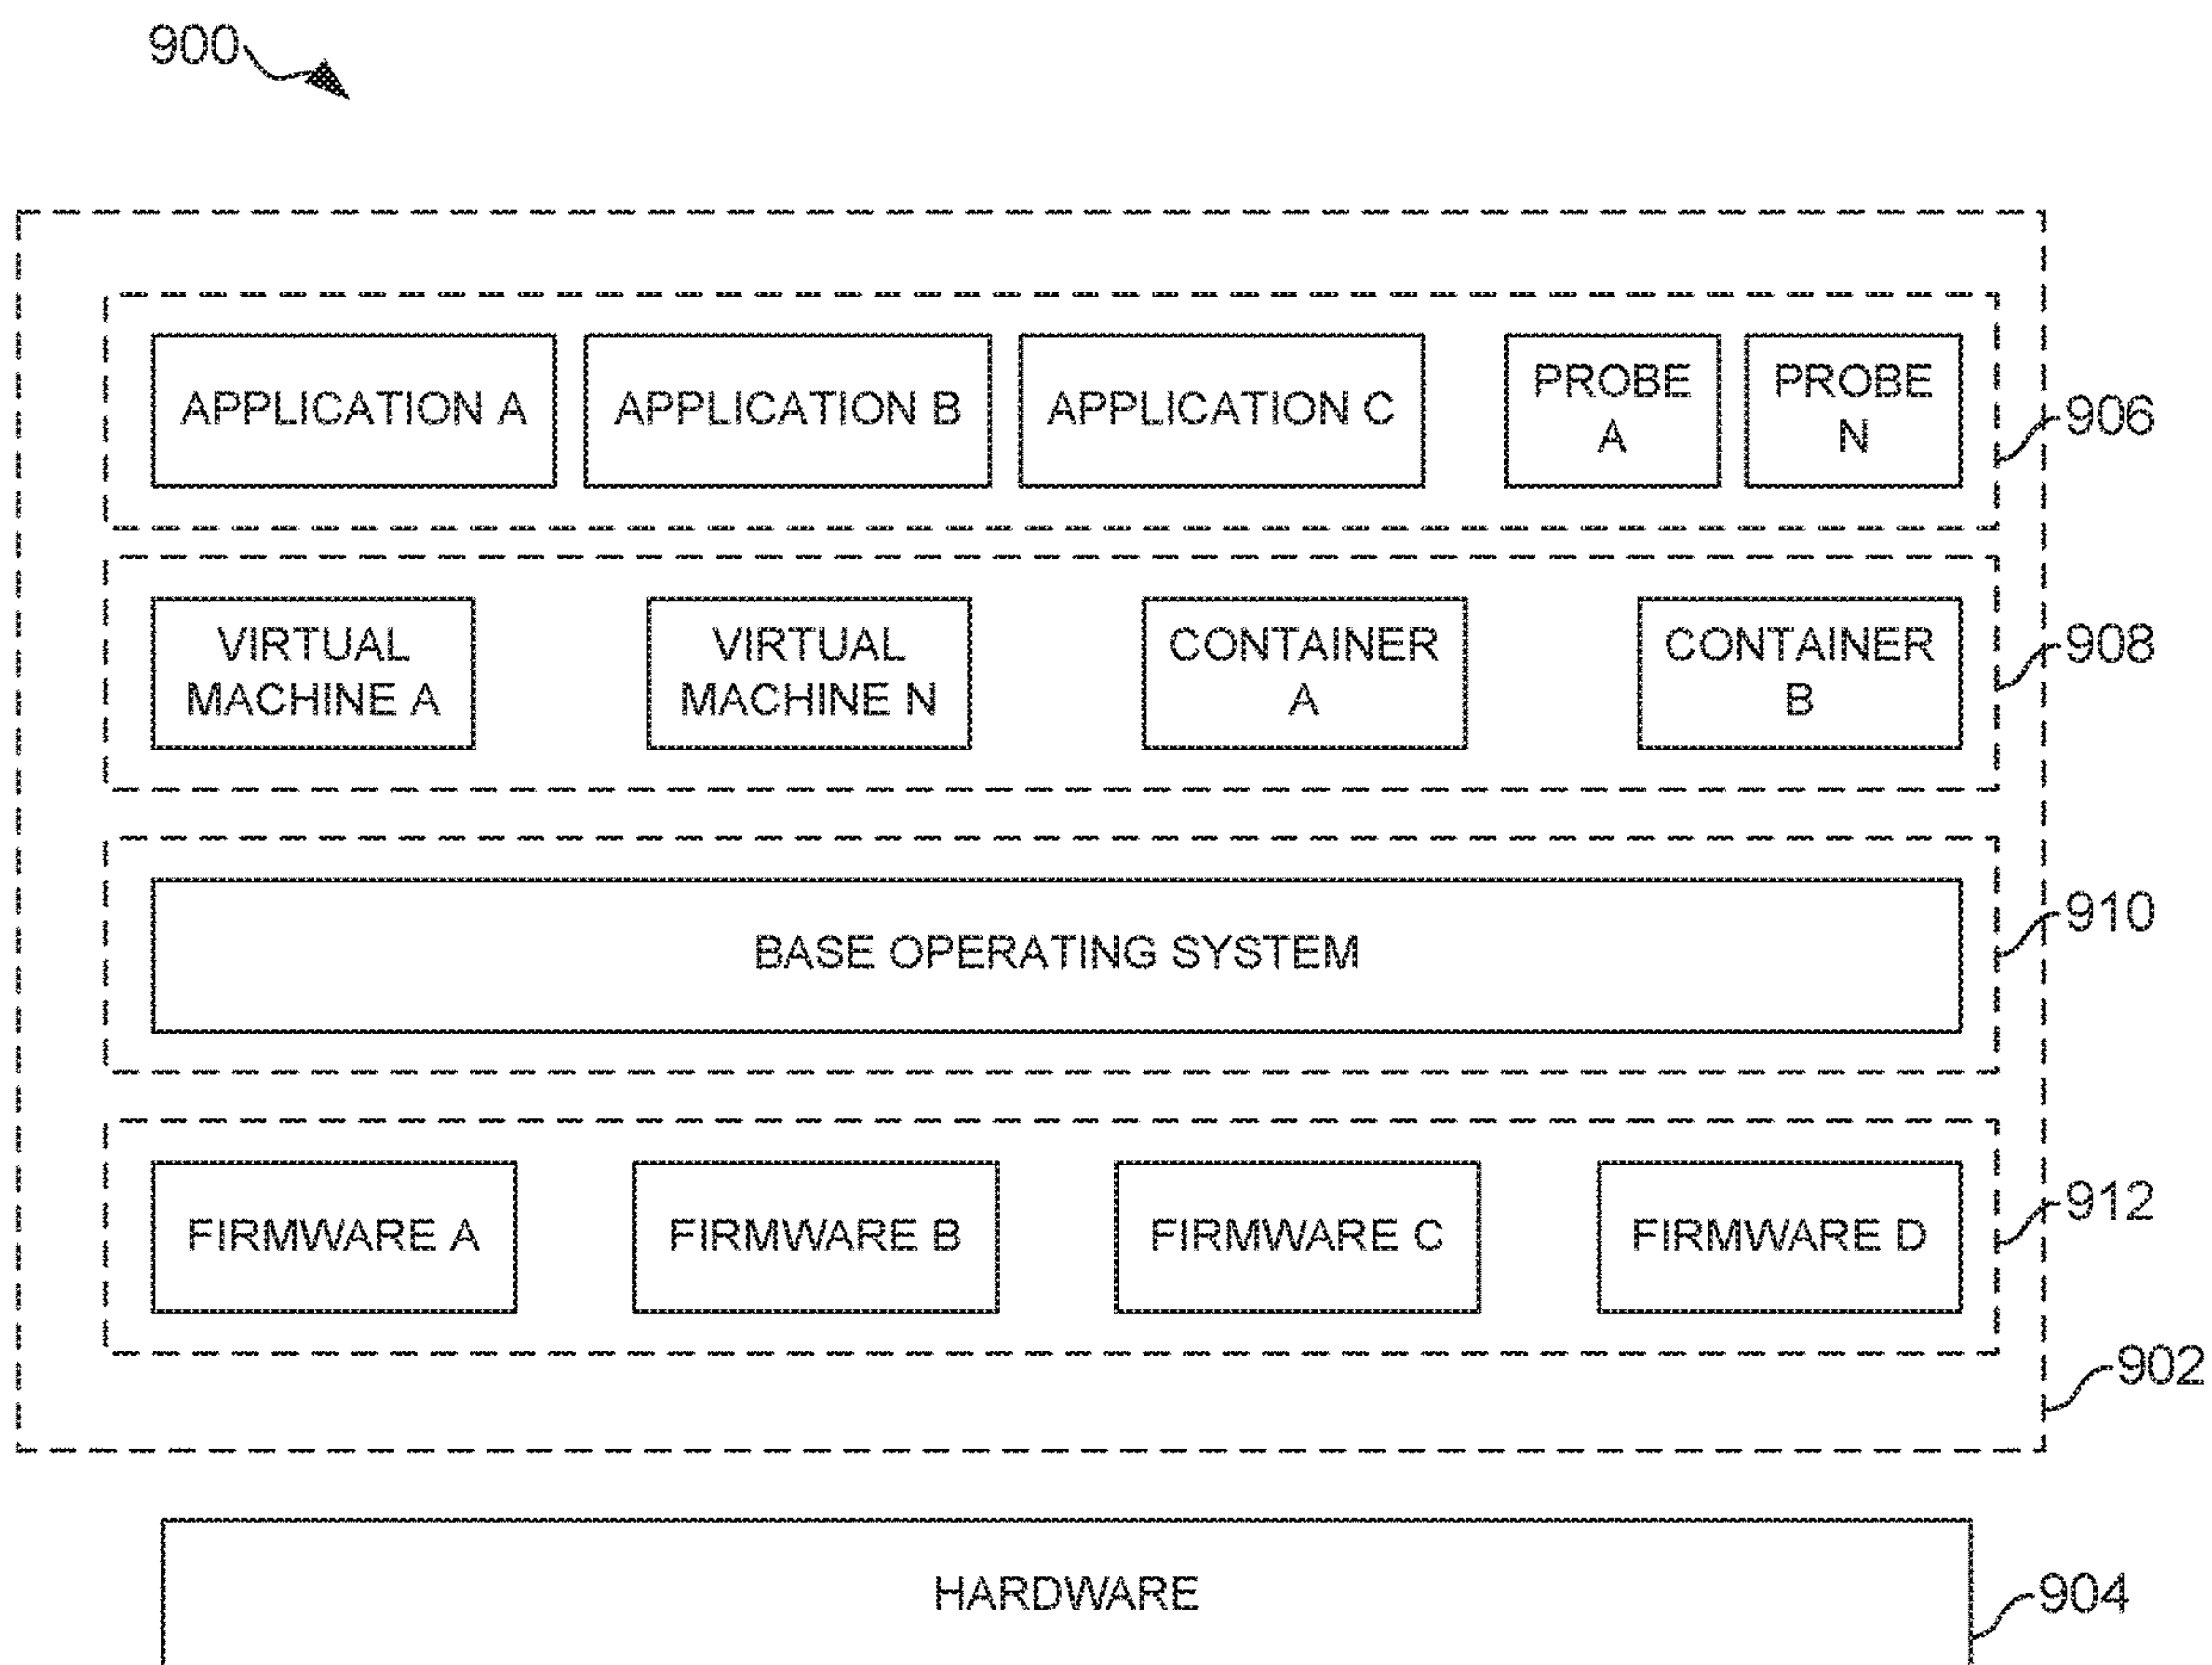 900
APPLICATION A
APPLICATION B
APPLICATION C
PROBE
A
PROBE
N
906
VIRTUAL
MACHINE A
VIRTUAL
MACHINE N
CONTAINER
A
CONTAINER
B
908
BASE OPERATING SYSTEM
910
FIRMWARE A
FIRMWARE B
FIRMWARE C
FIRMWARE D
912
902
HARDWARE
904